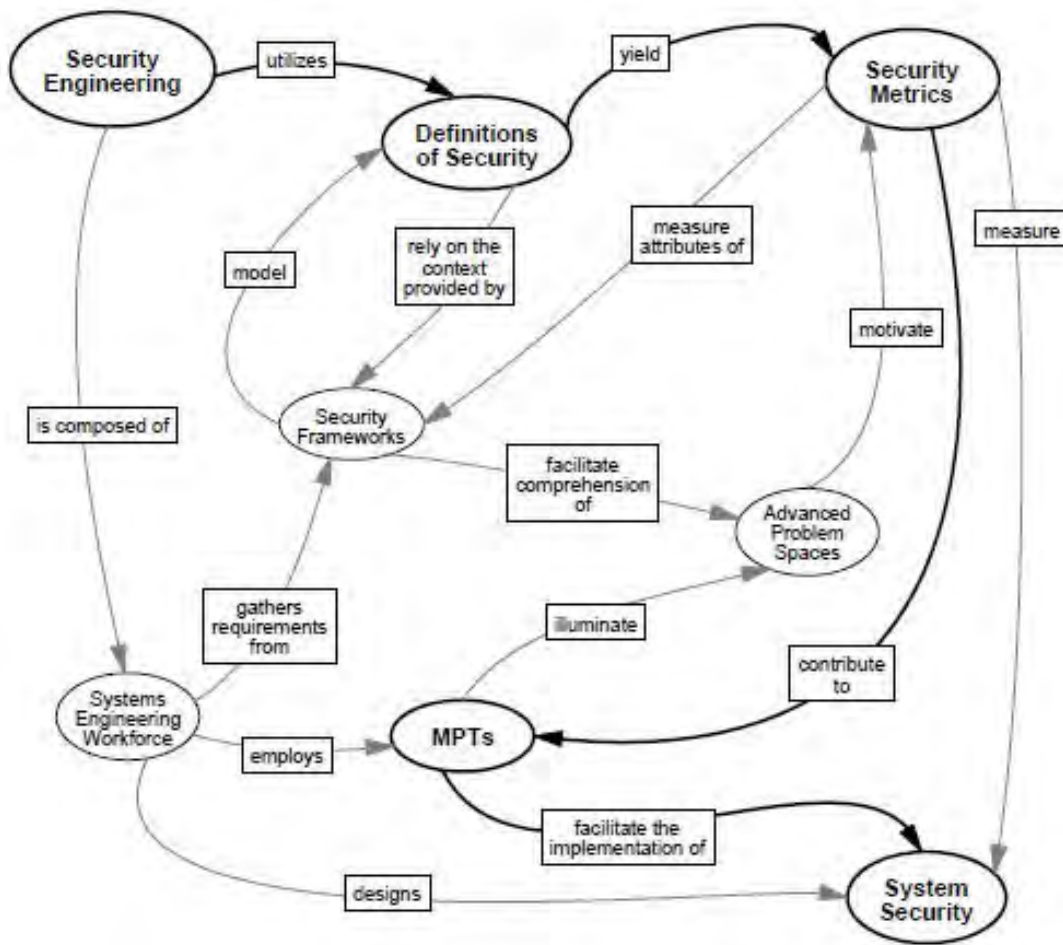 Security
Engineering
utilizes
yield
Security
Metrics
Definitions
of Security
measure
attributes of
measure
rely on the
context
provided by
model
motivate
Security
Frameworks
is composed of
facilitate
comprehension
of
Advanced
Problem
Spaces
gathers
requirements
from
illuminate
contribute
to
Systems
Engineering
Workforce
MPTs
employs
facilitate the
implementation of
designs
System
Security